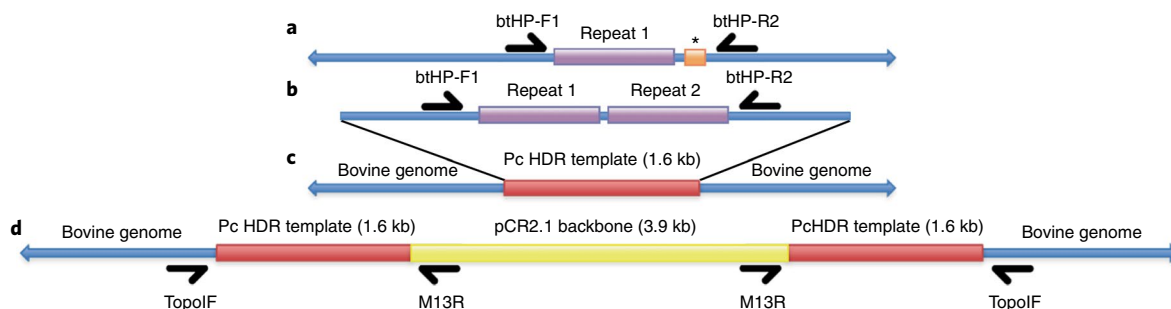 a btHP-F1 Repeat 1 * btHP-R2
b btHP-F1 Repeat 1 Repeat 2 btHP-R2
c Bovine genome Pc HDR template (1.6 kb) Bovine genome
d Bovine genome Pc HDR template (1.6 kb) pCR2.1 backbone (3.9 kb) PcHDR template (1.6 kb) Bovine genome
TopoIF M13R M13R TopoIF